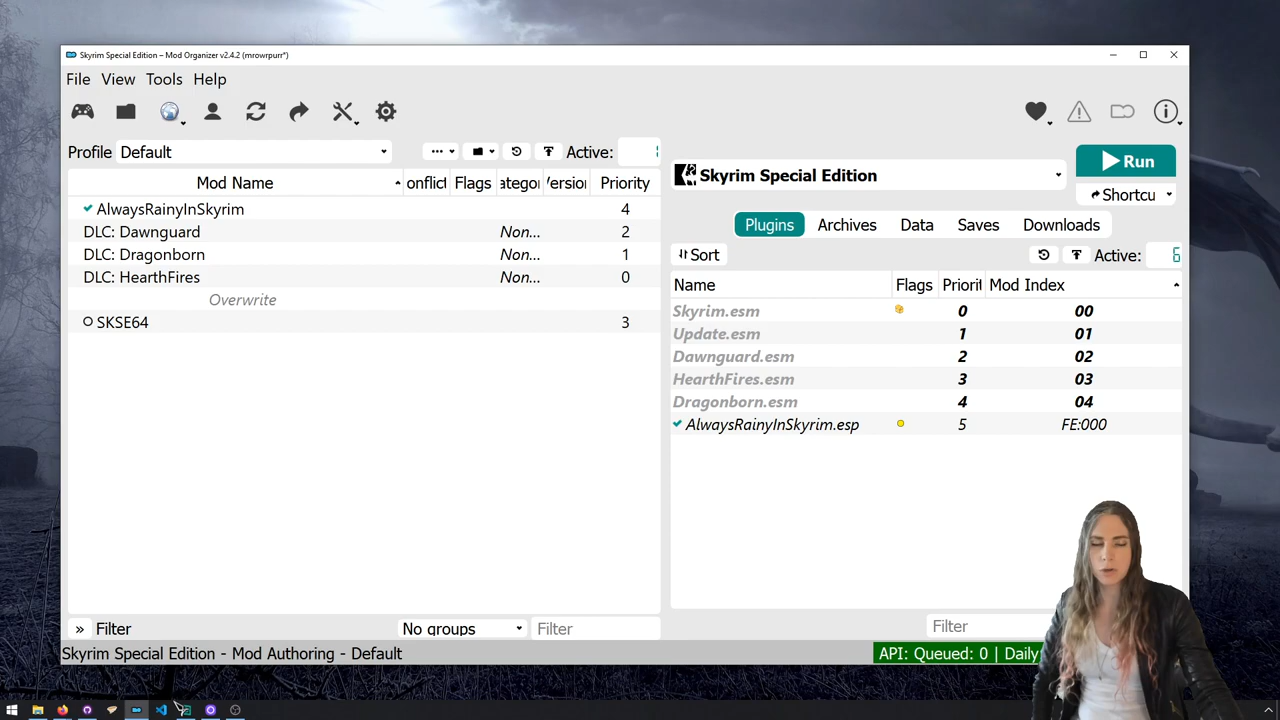 Skyrim Special Edition – Mod Organizer v2.4.2 (mrowrpurr*)
File View Tools Help
Profile Default Active:
Mod Name onflict Flags atego Versior Priority
AlwaysRainyInSkyrim 4
DLC: Dawnguard Non... 2
DLC: Dragonborn Non... 1
DLC: HearthFires Non... 0
Overwrite
SKSE64 3
» Filter No groups Filter
Skyrim Special Edition Run
Shortcu
Plugins Archives Data Saves Downloads
Sort Active: 6
Name Flags Priorit Mod Index
Skyrim.esm 0 00
Update.esm 1 01
Dawnguard.esm 2 02
HearthFires.esm 3 03
Dragonborn.esm 4 04
AlwaysRainyInSkyrim.esp 5 FE:000
Filter
Skyrim Special Edition - Mod Authoring - Default API: Queued: 0 | Daily